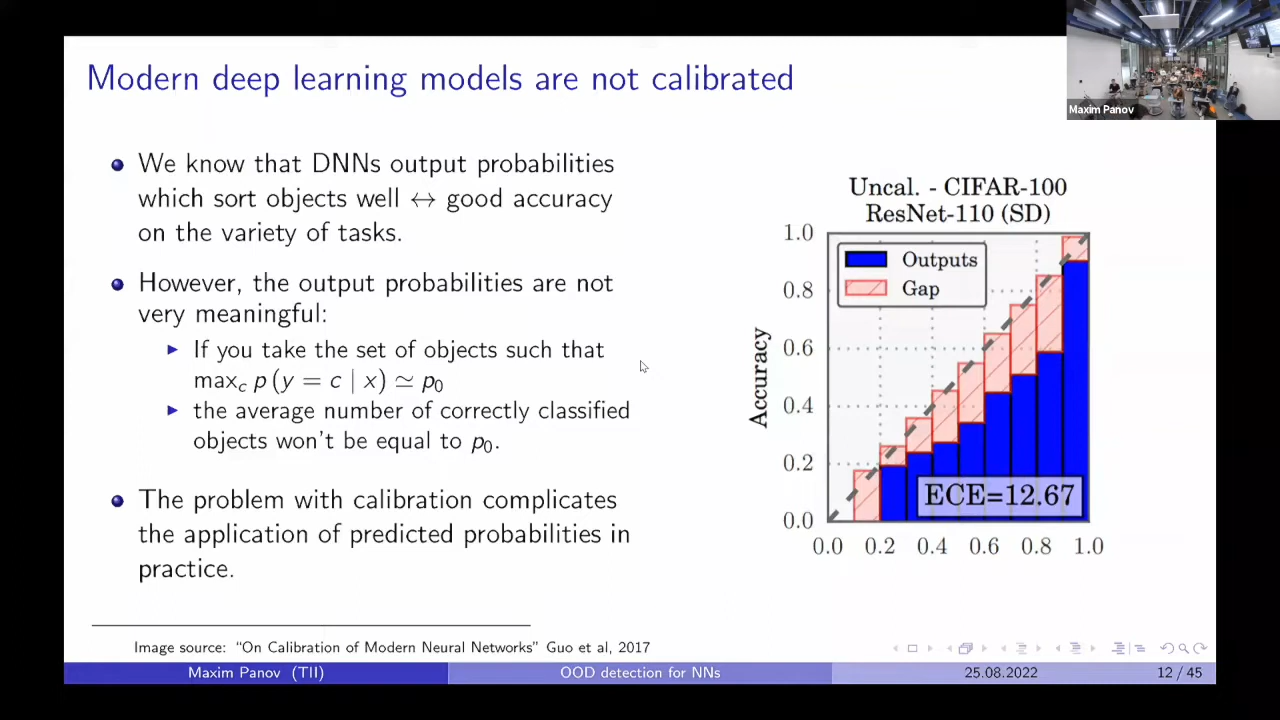 Modern deep learning models are not calibrated
Maxim Panov
We know that DNNs output probabilities
which sort objects well ↔ good accuracy
on the variety of tasks.
However, the output probabilities are not
very meaningful:
If you take the set of objects such that
max_c p (y = c | x) ≃ p_0
the average number of correctly classified
objects won't be equal to p_0.
The problem with calibration complicates
the application of predicted probabilities in
practice.
Uncal. - CIFAR-100
ResNet-110 (SD)
Outputs
Gap
Accuracy
1.0
0.8
0.6
0.4
0.2
0.0
ECE=12.67
0.0 0.2 0.4 0.6 0.8 1.0
Image source: "On Calibration of Modern Neural Networks" Guo et al, 2017
Maxim Panov (TII) OOD detection for NNs 25.08.2022 12 / 45